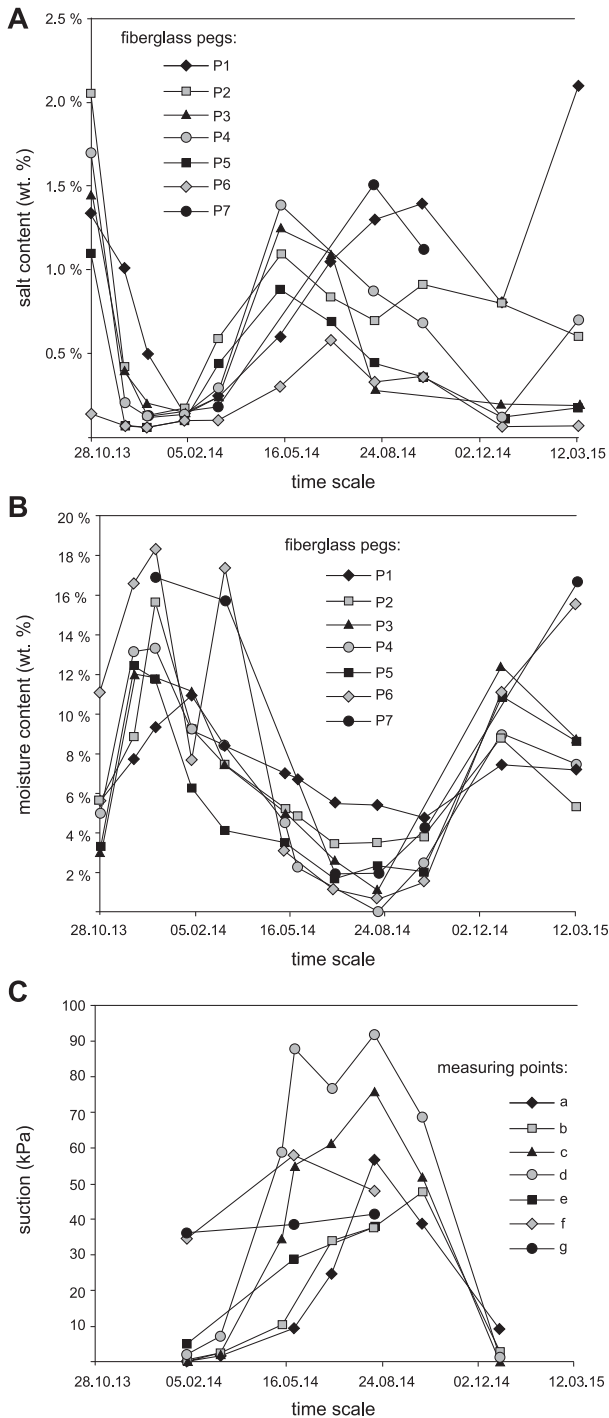 A
2.5 %
2.0 %
1.5 %
1.0 %
0.5 %
salt content (wt. %)
fiberglass pegs:
P1
P2
P3
P4
P5
P6
P7
28.10.13 05.02.14 16.05.14 24.08.14 02.12.14 12.03.15
time scale
B
20 %
18 %
16 %
14 %
12 %
10 %
8 %
6 %
4 %
2 %
moisture content (wt. %)
fiberglass pegs:
P1
P2
P3
P4
P5
P6
P7
28.10.13 05.02.14 16.05.14 24.08.14 02.12.14 12.03.15
time scale
C
100
90
80
70
60
50
40
30
20
10
suction (kPa)
measuring points:
a
b
c
d
e
f
g
28.10.13 05.02.14 16.05.14 24.08.14 02.12.14 12.03.15
time scale